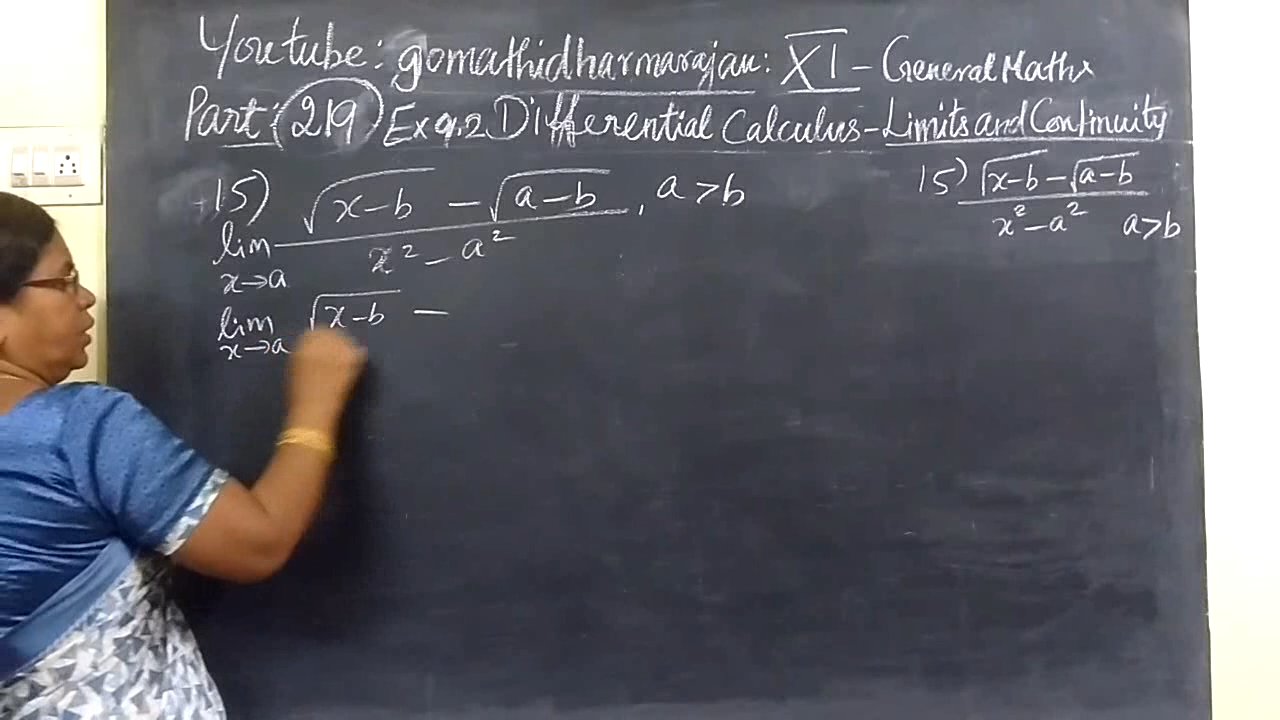 Youtube: gomathidharmarajan: XI - General Maths
Part: 219 Ex 9.2 Differential Calculus - Limits and Continuity
15) √(x-b) - √(a-b) , a > b
lim x→a
x² - a²
lim x→a √(x-b) -
15) √(x-b) - √(a-b)
x² - a² a>b